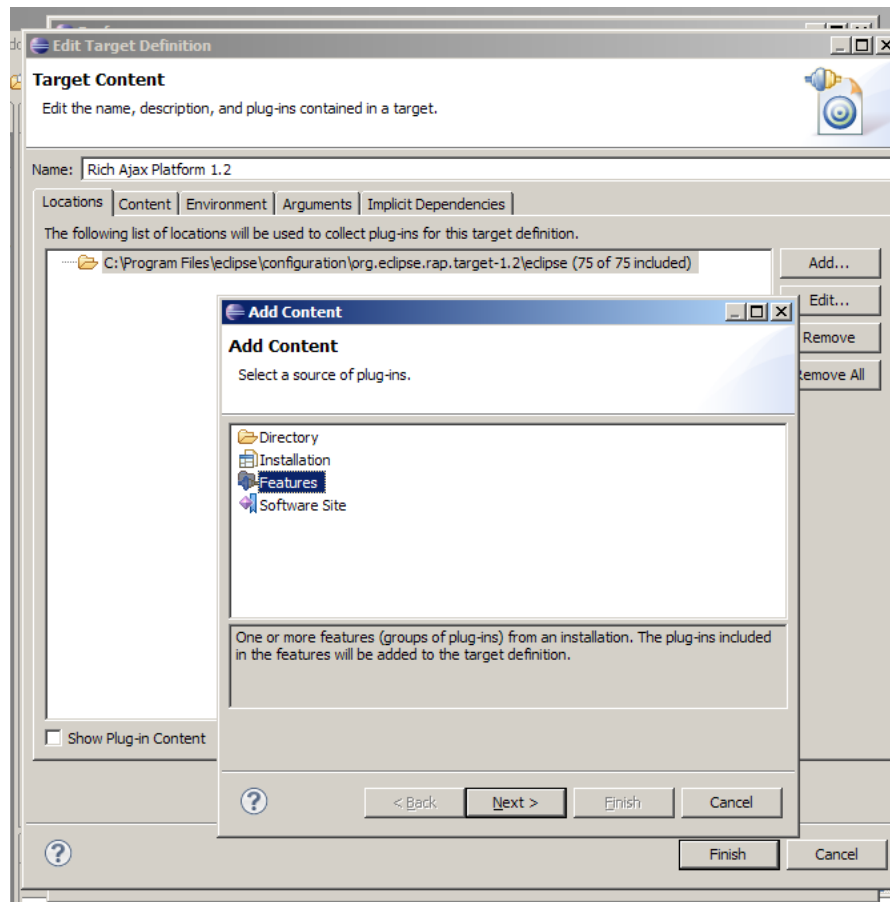 Edit Target Definition
Target Content
Edit the name, description, and plug-ins contained in a target.
Name: Rich Ajax Platform 1.2
Locations Content Environment Arguments Implicit Dependencies
The following list of locations will be used to collect plug-ins for this target definition.
C:\Program Files\eclipse\configuration\org.eclipse.rap.target-1.2\eclipse (75 of 75 included)
Add...
Edit...
Remove
Remove All
Add Content
Add Content
Select a source of plug-ins.
Directory
Installation
Features
Software Site
One or more features (groups of plug-ins) from an installation. The plug-ins included
in the features will be added to the target definition.
Show Plug-in Content
< Back Next > Finish Cancel
Finish Cancel